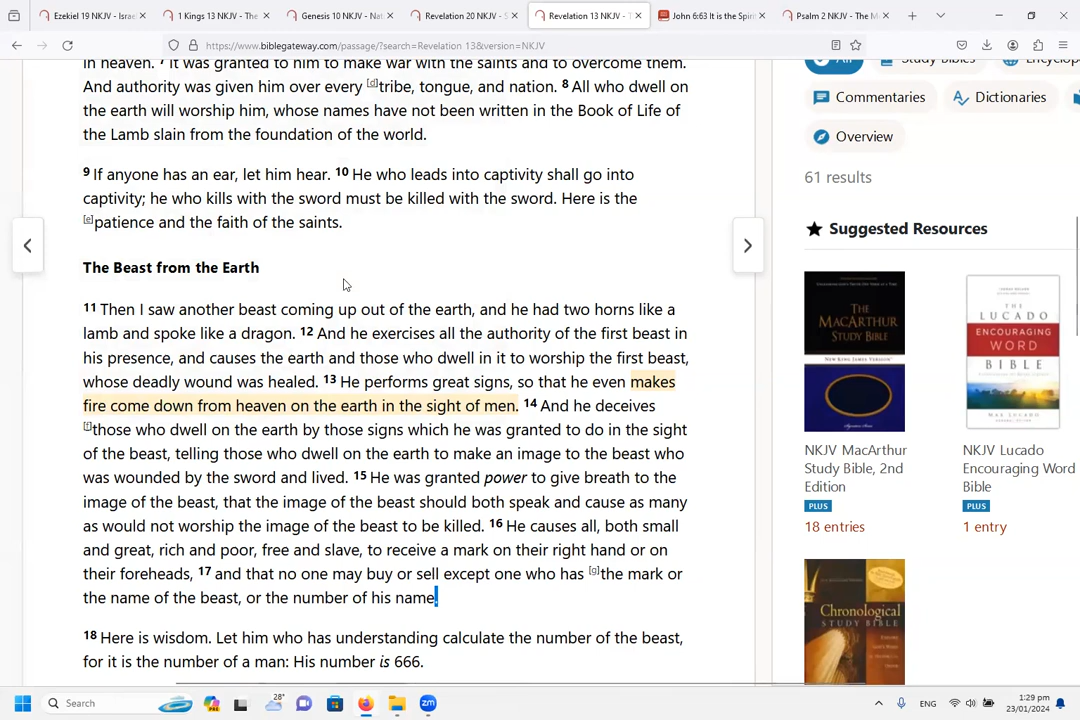 Ezekiel 19 NKJV - Israe
1 Kings 13 NKJV - The
Genesis 10 NKJV - Nat
Revelation 20 NKJV - S
Revelation 13 NKJV - T
John 6:63 It is the Spir
Psalm 2 NKJV - The M
https://www.biblegateway.com/passage/?search=Revelation 13&version=NKJV
in heaven. 7 It was granted to him to make war with the saints and to overcome them.
And authority was given him over every [d]tribe, tongue, and nation. 8 All who dwell on
the earth will worship him, whose names have not been written in the Book of Life of
the Lamb slain from the foundation of the world.
9 If anyone has an ear, let him hear. 10 He who leads into captivity shall go into
captivity; he who kills with the sword must be killed with the sword. Here is the
[e]patience and the faith of the saints.
The Beast from the Earth
11 Then I saw another beast coming up out of the earth, and he had two horns like a
lamb and spoke like a dragon. 12 And he exercises all the authority of the first beast in
his presence, and causes the earth and those who dwell in it to worship the first beast,
whose deadly wound was healed. 13 He performs great signs, so that he even makes
fire come down from heaven on the earth in the sight of men. 14 And he deceives
[f]those who dwell on the earth by those signs which he was granted to do in the sight
of the beast, telling those who dwell on the earth to make an image to the beast who
was wounded by the sword and lived. 15 He was granted power to give breath to the
image of the beast, that the image of the beast should both speak and cause as many
as would not worship the image of the beast to be killed. 16 He causes all, both small
and great, rich and poor, free and slave, to receive a mark on their right hand or on
their foreheads, 17 and that no one may buy or sell except one who has [g]the mark or
the name of the beast, or the number of his name.
18 Here is wisdom. Let him who has understanding calculate the number of the beast,
for it is the number of a man: His number is 666.
All
Study Bibles
Encyclop
Commentaries
Dictionaries
Overview
61 results
Suggested Resources
THE
MACARTHUR
STUDY BIBLE
NEW KING JAMES VERSION
THE
LUCADO
ENCOURAGING
WORD
BIBLE
MAX LUCADO
NKJV MacArthur
Study Bible, 2nd
Edition
PLUS
18 entries
NKJV Lucado
Encouraging Word
Bible
PLUS
1 entry
Chronological
STUDY BIBLE
Search
28°
ENG
1:29 pm
23/01/2024